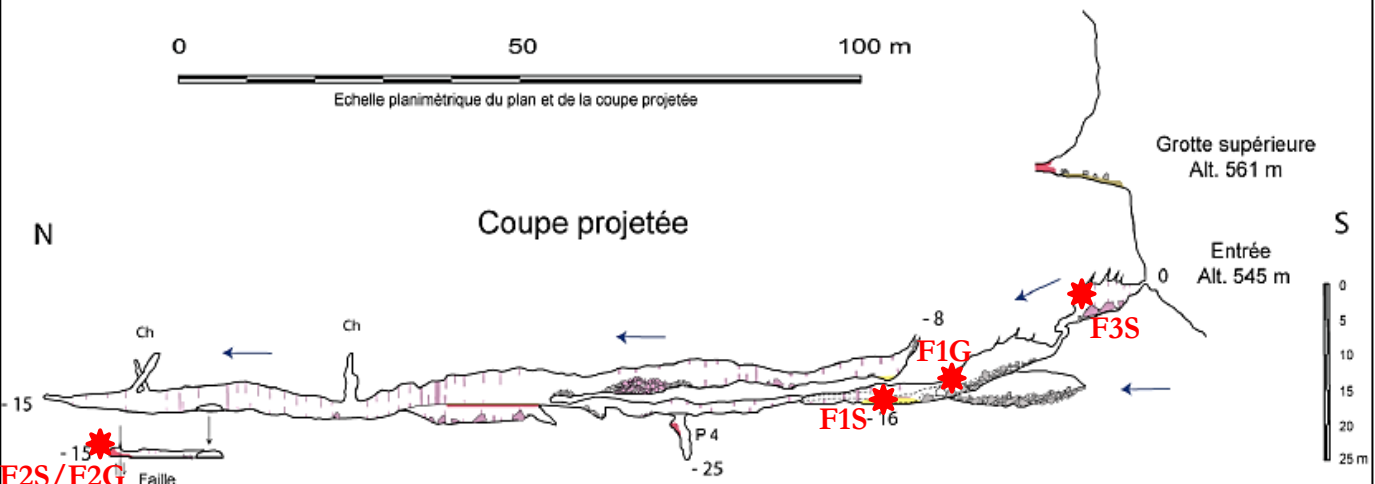 0 50 100 m
Echelle planimétrique du plan et de la coupe projetée
Grotte supérieure
Alt. 561 m
Coupe projetée
N
S
Entrée
Alt. 545 m
0
0
5
10
15
20
25 m
F3S
- 8
F1G
Ch
Ch
F1S
- 16
- 15
P 4
- 25
- 15
F2S/F2G
Faille